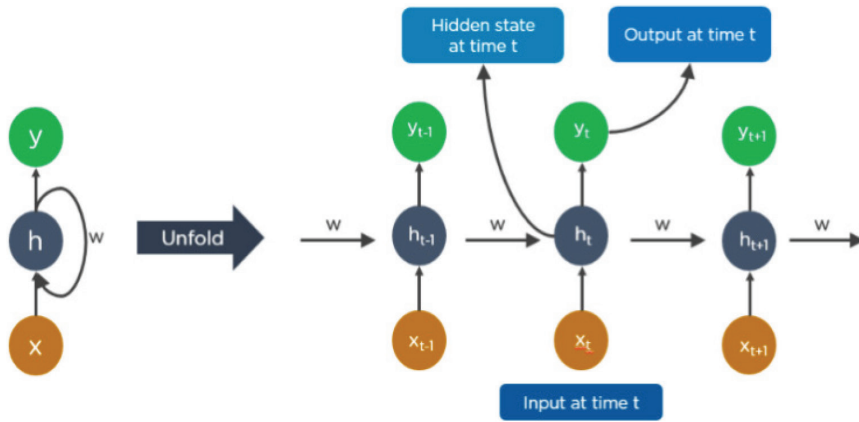 Hidden state
at time t
Output at time t
y
y_{t-1}
y_t
y_{t+1}
h
w
Unfold
w
h_{t-1}
w
h_t
w
h_{t+1}
w
x
x_{t-1}
x_t
x_{t+1}
Input at time t